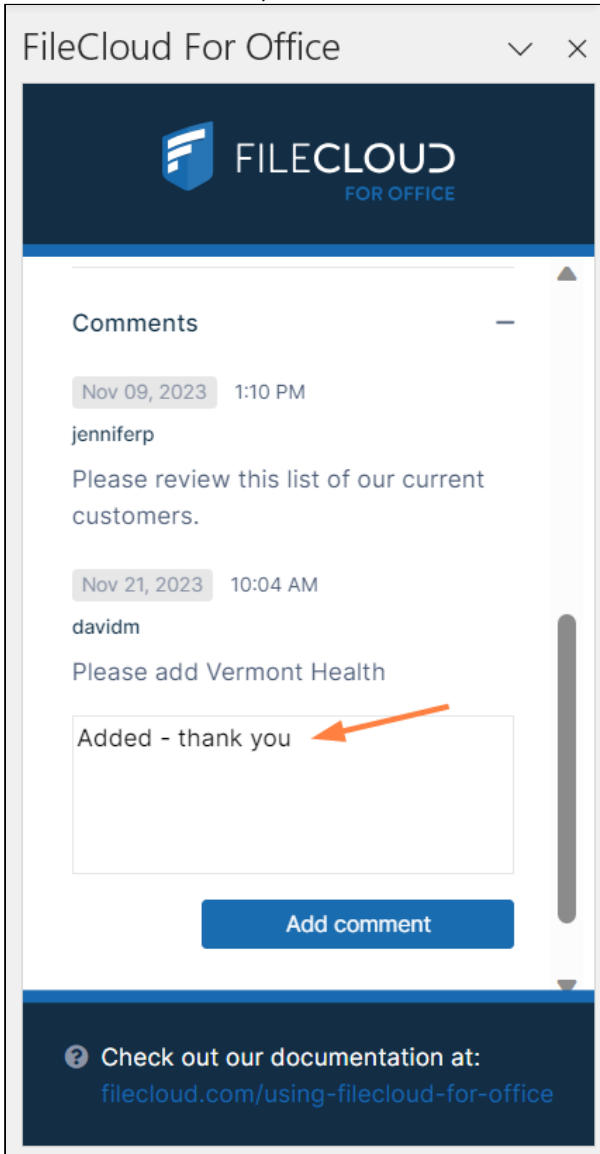 FileCloud For Office
FILECLOUD
FOR OFFICE
Comments
Nov 09, 2023 1:10 PM
jenniferp
Please review this list of our current
customers.
Nov 21, 2023 10:04 AM
davidm
Please add Vermont Health
Added - thank you
Add comment
Check out our documentation at:
filecloud.com/using-filecloud-for-office